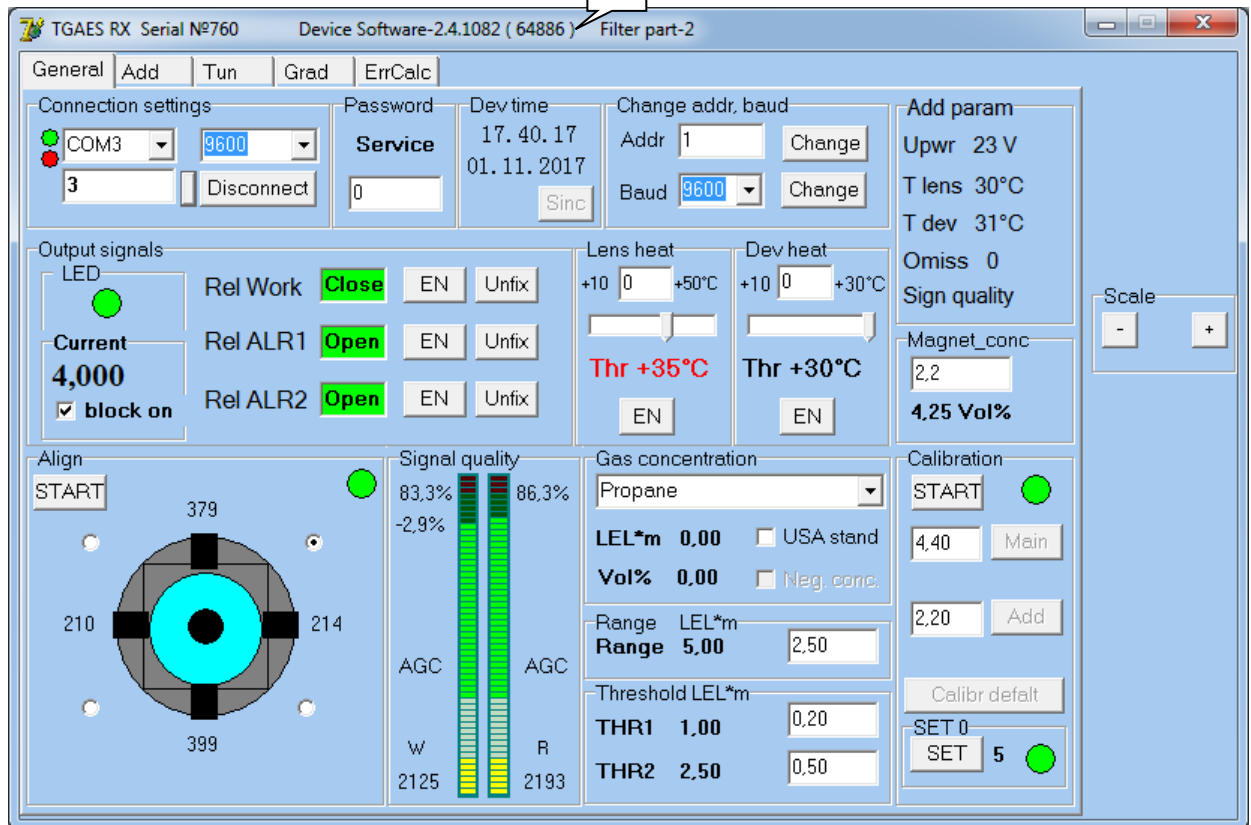 TGAES RX Serial №760 Device Software-2.4.1082 ( 64886 ) Filter part-2
General Add Tun Grad ErrCalc
Connection settings
COM3 9600
3 Disconnect
Password
Service
0
Dev time
17.40.17
01.11.2017
Sinc
Change addr, baud
Addr 1 Change
Baud 9600 Change
Add param
Upwr 23 V
T lens 30°C
T dev 31°C
Omiss 0
Sign quality
Scale
- +
Output signals
LED
Current
4,000
block on
Rel Work Close EN Unfix
Rel ALR1 Open EN Unfix
Rel ALR2 Open EN Unfix
Lens heat
+10 0 +50°C
Thr +35°C
EN
Dev heat
+10 0 +30°C
Thr +30°C
EN
Magnet_conc
2,2
4,25 Vol%
Align
START
379
210 214
399
Signal quality
83,3% 86,3%
-2,9%
AGC AGC
W R
2125 2193
Gas concentration
Propane
LEL*m 0,00 USA stand
Vol% 0,00 Neg. conc.
Range LEL*m
Range 5,00 2,50
Threshold LEL*m
THR1 1,00 0,20
THR2 2,50 0,50
Calibration
START
4,40 Main
2,20 Add
Calibr defalt
SET 0
SET 5